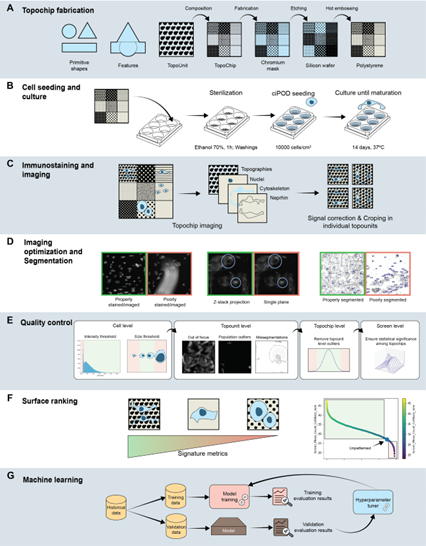 A Topochip fabrication
Composition Fabrication Etching Hot embossing
Primitive
shapes
Features
TopoUnit
TopoChip
Chromium
mask
Silicon wafer
Polystyrene
B Cell seeding and
culture
Sterilization
ciPOD seeding
Culture until maturation
Ethanol 70%, 1h; Washings
10000 cells/cm²
14 days, 37ºC
C Immunostaining and
imaging
Topographies
Nuclei
Cytoskeleton
Nephrin
Topochip imaging
Signal correction & Croping in
individual topounits
D Imaging
optimization and
Segmentation
Properly
stained/imaged
Poorly
stained/imaged
Z-stack projection
Single plane
Properly segmented
Poorly segmented
E Quality control
Cell level
Intensity threshold
Size threshold
Topounit level
Out of focus
Population outliers
Missegmentations
Topochip level
Remove topounit
level outliers
Screen level
Ensure statistical significance
among topochips
F Surface ranking
Signature metrics
Unpatterned
G Machine learning
Historical
data
Training
data
Validation
data
Model
training
Model
Training
evaluation results
Validation
evaluation results
Hyperparameter
tuner